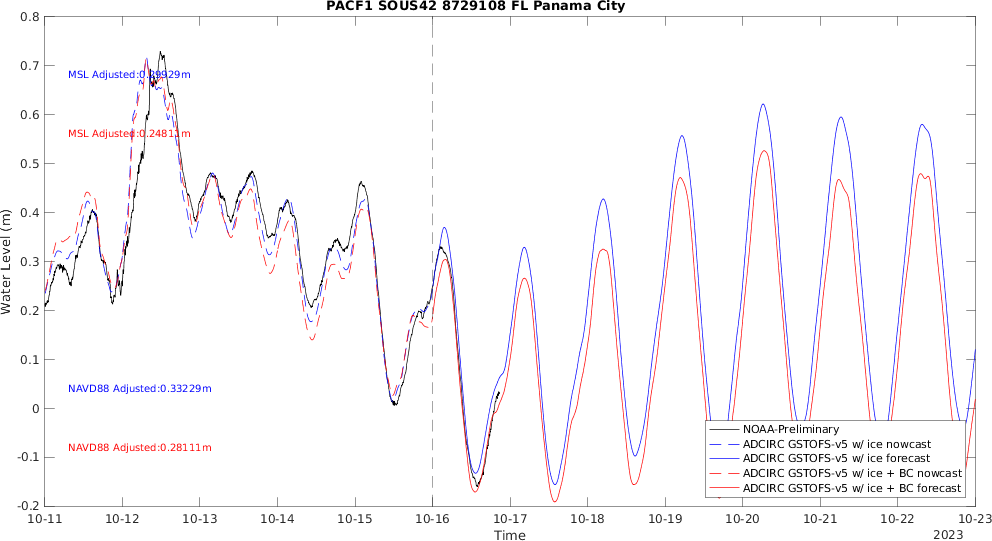 PACF1 SOUS42 8729108 FL Panama City
0.8
0.7
0.6
0.5
0.4
0.3
0.2
0.1
0
-0.1
-0.2
Water Level (m)
MSL Adjusted:0.29929m
MSL Adjusted:0.24811m
NAVD88 Adjusted:0.33229m
NAVD88 Adjusted:0.28111m
NOAA-Preliminary
ADCIRC GSTOFS-v5 w/ ice nowcast
ADCIRC GSTOFS-v5 w/ ice forecast
ADCIRC GSTOFS-v5 w/ ice + BC nowcast
ADCIRC GSTOFS-v5 w/ ice + BC forecast
10-11 10-12 10-13 10-14 10-15 10-16 10-17 10-18 10-19 10-20 10-21 10-22 10-23
Time
2023